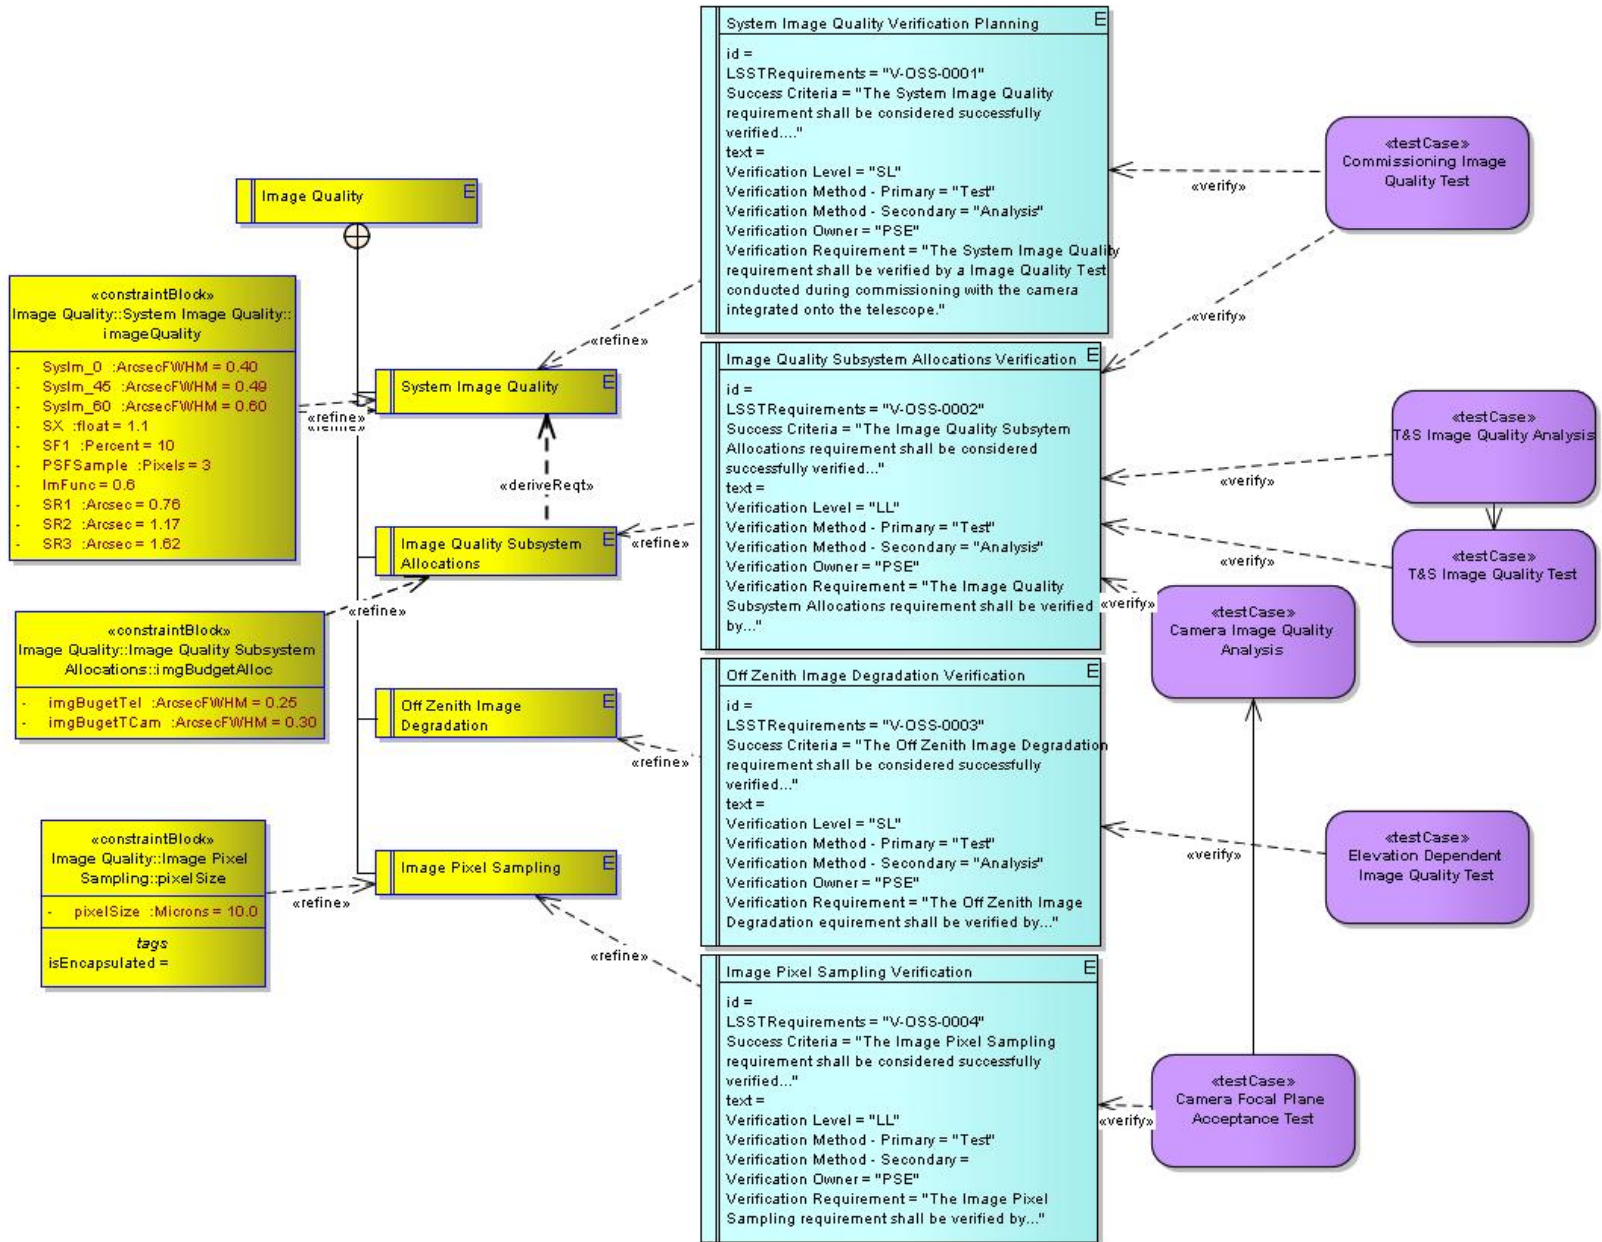 System Image Quality Verification Planning
E
id =
LSSTRequirements = "V-OSS-0001"
Success Criteria = "The System Image Quality
requirement shall be considered successfully
verified...."
text =
Verification Level = "SL"
Verification Method - Primary = "Test"
Verification Method - Secondary = "Analysis"
Verification Owner = "PSE"
Verification Requirement = "The System Image Quality
requirement shall be verified by a Image Quality Test
conducted during commissioning with the camera
integrated onto the telescope."
«testCase»
Commissioning Image
Quality Test
«verify»
«verify»
Image Quality
E
«constraintBlock»
Image Quality::System Image Quality::
imageQuality
- SysIm_0 :ArcsecFWHM = 0.40
- SysIm_45 :ArcsecFWHM = 0.49
- SysIm_60 :ArcsecFWHM = 0.60
- SX :float = 1.1
- SF1 :Percent = 10
- PSFSample :Pixels = 3
- ImFunc = 0.6
- SR1 :Arcsec = 0.76
- SR2 :Arcsec = 1.17
- SR3 :Arcsec = 1.62
«refine»
System Image Quality
E
«refine»
«refine»
«deriveReqt»
Image Quality Subsystem Allocations Verification
E
id =
LSSTRequirements = "V-OSS-0002"
Success Criteria = "The Image Quality Subsytem
Allocations requirement shall be considered
successfully verified..."
text =
Verification Level = "LL"
Verification Method - Primary = "Test"
Verification Method - Secondary = "Analysis"
Verification Owner = "PSE"
Verification Requirement = "The Image Quality
Subsystem Allocations requirement shall be verified
by..."
«testCase»
T&S Image Quality Analysis
«verify»
«testCase»
T&S Image Quality Test
«verify»
«verify»
«testCase»
Camera Image Quality
Analysis
Image Quality Subsystem
Allocations
E
«refine»
«refine»
«constraintBlock»
Image Quality::Image Quality Subsystem
Allocations::imgBudgetAlloc
- imgBugetTel :ArcsecFWHM = 0.25
- imgBugetTCam :ArcsecFWHM = 0.30
Off Zenith Image
Degradation
E
«refine»
Off Zenith Image Degradation Verification
E
id =
LSSTRequirements = "V-OSS-0003"
Success Criteria = "The Off Zenith Image Degradation
requirement shall be considered successfully
verified..."
text =
Verification Level = "SL"
Verification Method - Primary = "Test"
Verification Method - Secondary = "Analysis"
Verification Owner = "PSE"
Verification Requirement = "The Off Zenith Image
Degradation equirement shall be verified by..."
«verify»
«testCase»
Elevation Dependent
Image Quality Test
«constraintBlock»
Image Quality::Image Pixel
Sampling::pixelSize
- pixelSize :Microns = 10.0
tags
isEncapsulated =
«refine»
Image Pixel Sampling
E
«refine»
Image Pixel Sampling Verification
E
id =
LSSTRequirements = "V-OSS-0004"
Success Criteria = "The Image Pixel Sampling
requirement shall be considered successfully
verified..."
text =
Verification Level = "LL"
Verification Method - Primary = "Test"
Verification Method - Secondary =
Verification Owner = "PSE"
Verification Requirement = "The Image Pixel
Sampling requirement shall be verified by..."
«verify»
«testCase»
Camera Focal Plane
Acceptance Test